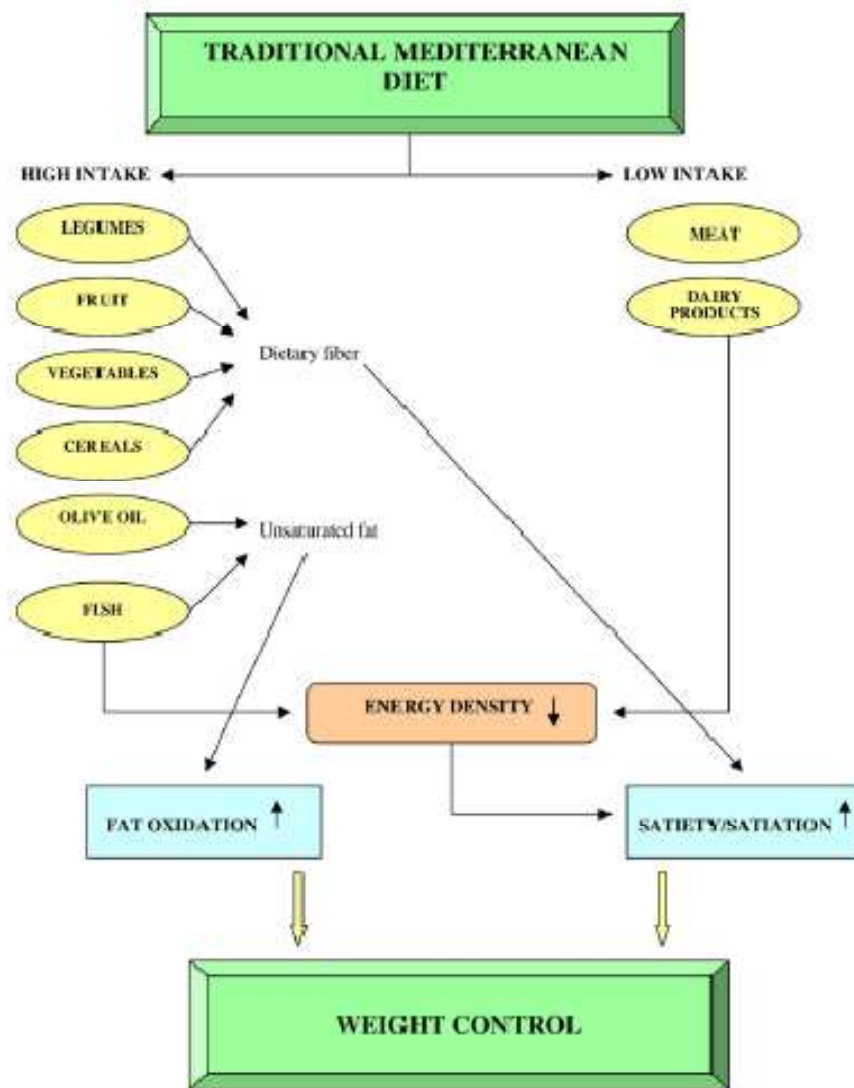 TRADITIONAL MEDITERRANEAN
DIET
HIGH INTAKE
LOW INTAKE
LEGUMES
FRUIT
VEGETABLES
CEREALS
OLIVE OIL
FISH
Dietary fiber
Unsaturated fat
MEAT
DAIRY
PRODUCTS
ENERGY DENSITY ↓
FAT OXIDATION ↑
SATIETY/SATIATION ↑
WEIGHT CONTROL